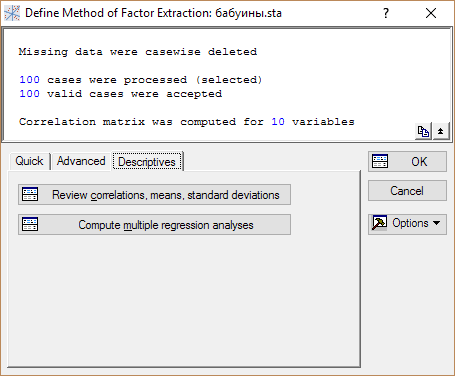 Define Method of Factor Extraction: бабуины.sta
?
Missing data were casewise deleted
100 cases were processed (selected)
100 valid cases were accepted
Correlation matrix was computed for 10 variables
Quick Advanced Descriptives
Review correlations, means, standard deviations
Compute multiple regression analyses
OK
Cancel
Options